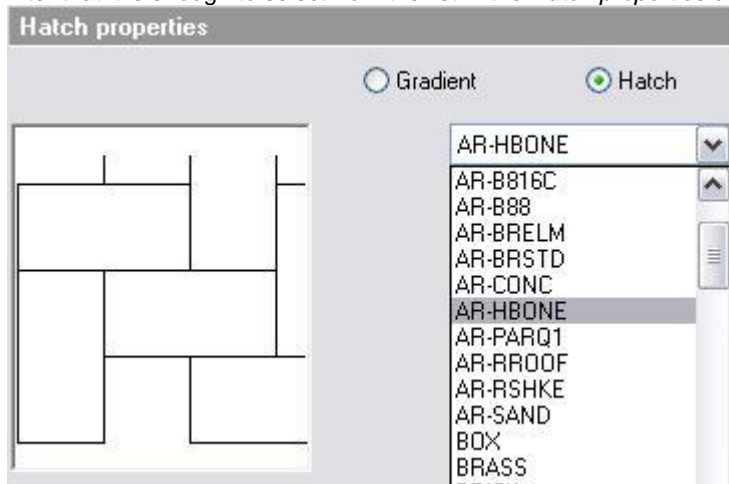 Hatch properties
Gradient
Hatch
AR-HBONE
AR-B816C
AR-B88
AR-BRELM
AR-BRSTD
AR-CONC
AR-HBONE
AR-PARQ1
AR-RROOF
AR-RSHKE
AR-SAND
BOX
BRASS